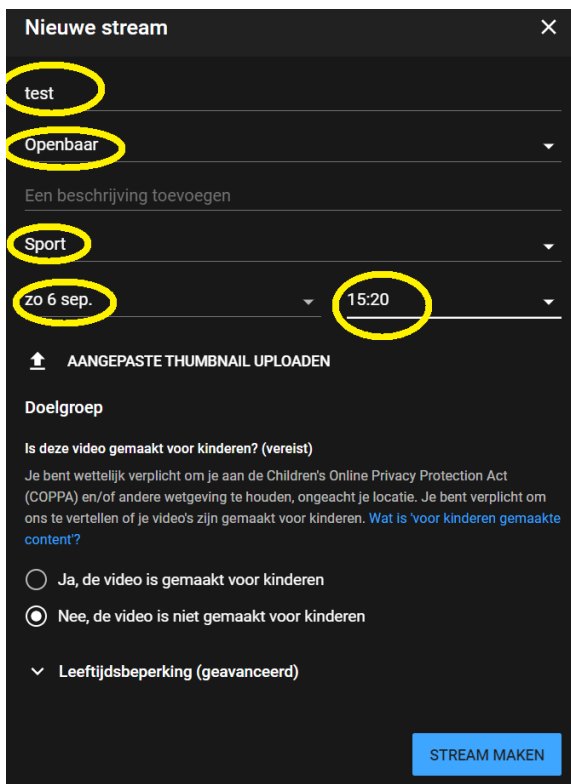 Nieuwe stream
test
Openbaar
Een beschrijving toevoegen
Sport
zo 6 sep. 15:20
AANGEPASTE THUMBNAIL UPLOADEN
Doelgroep
Is deze video gemaakt voor kinderen? (vereist)
Je bent wettelijk verplicht om je aan de Children's Online Privacy Protection Act
(COPPA) en/of andere wetgeving te houden, ongeacht je locatie. Je bent verplicht om
ons te vertellen of je video's zijn gemaakt voor kinderen. Wat is 'voor kinderen gemaakte
content'?
Ja, de video is gemaakt voor kinderen
Nee, de video is niet gemaakt voor kinderen
Leeftijdsbeperking (geavanceerd)
STREAM MAKEN